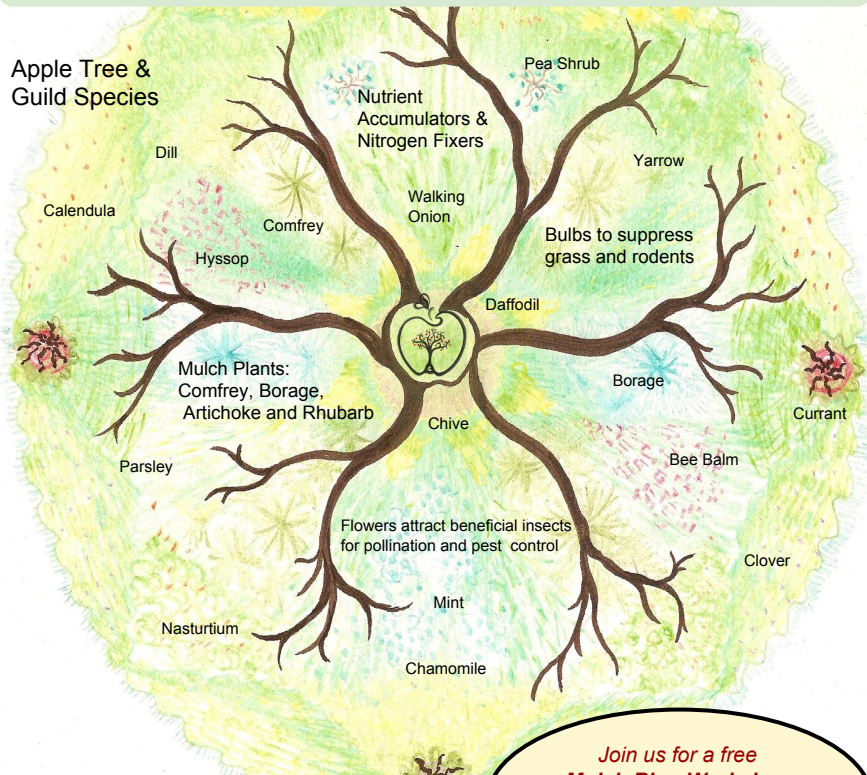 Apple Tree &
Guild Species
Pea Shrub
Nutrient
Accumulators &
Nitrogen Fixers
Dill
Yarrow
Walking
Onion
Calendula
Comfrey
Bulbs to suppress
grass and rodents
Hyssop
Daffodil
Mulch Plants:
Comfrey, Borage,
Artichoke and Rhubarb
Borage
Currant
Chive
Parsley
Bee Balm
Flowers attract beneficial insects
for pollination and pest control
Clover
Mint
Nasturtium
Chamomile
Join us for a free